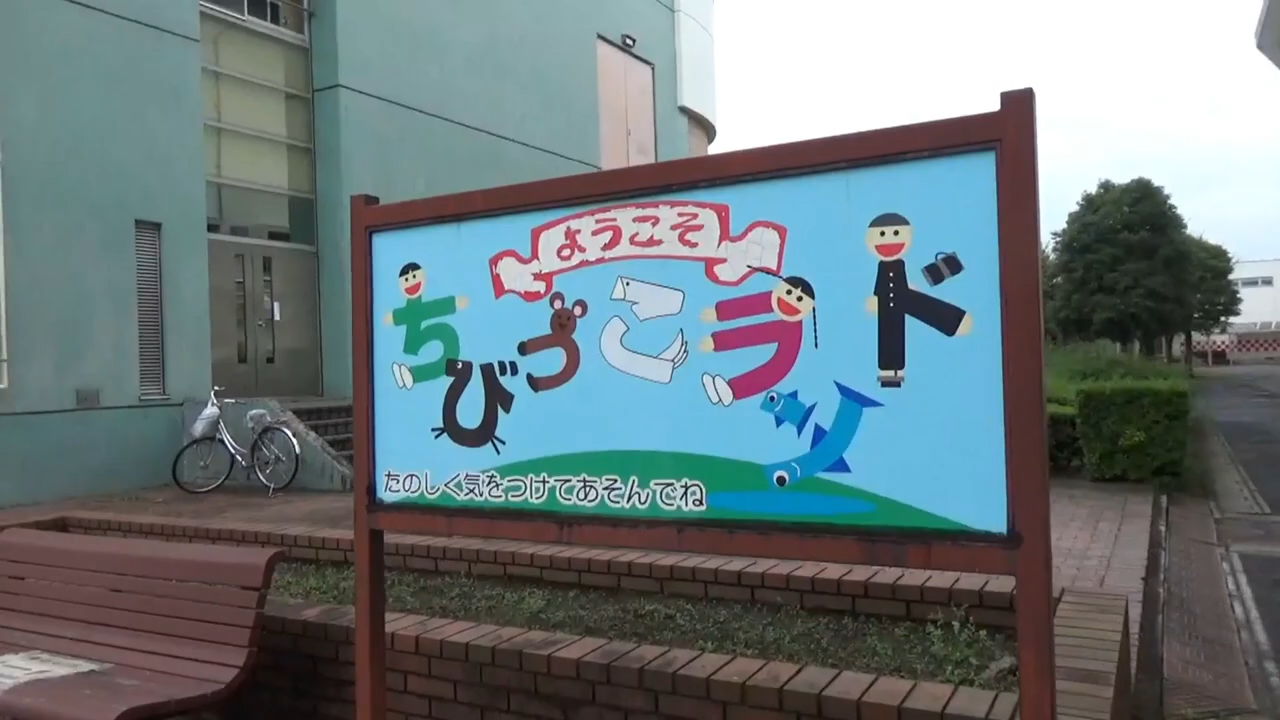 ようこそ
ちびっこランド
たのしく気をつけてあそんでね